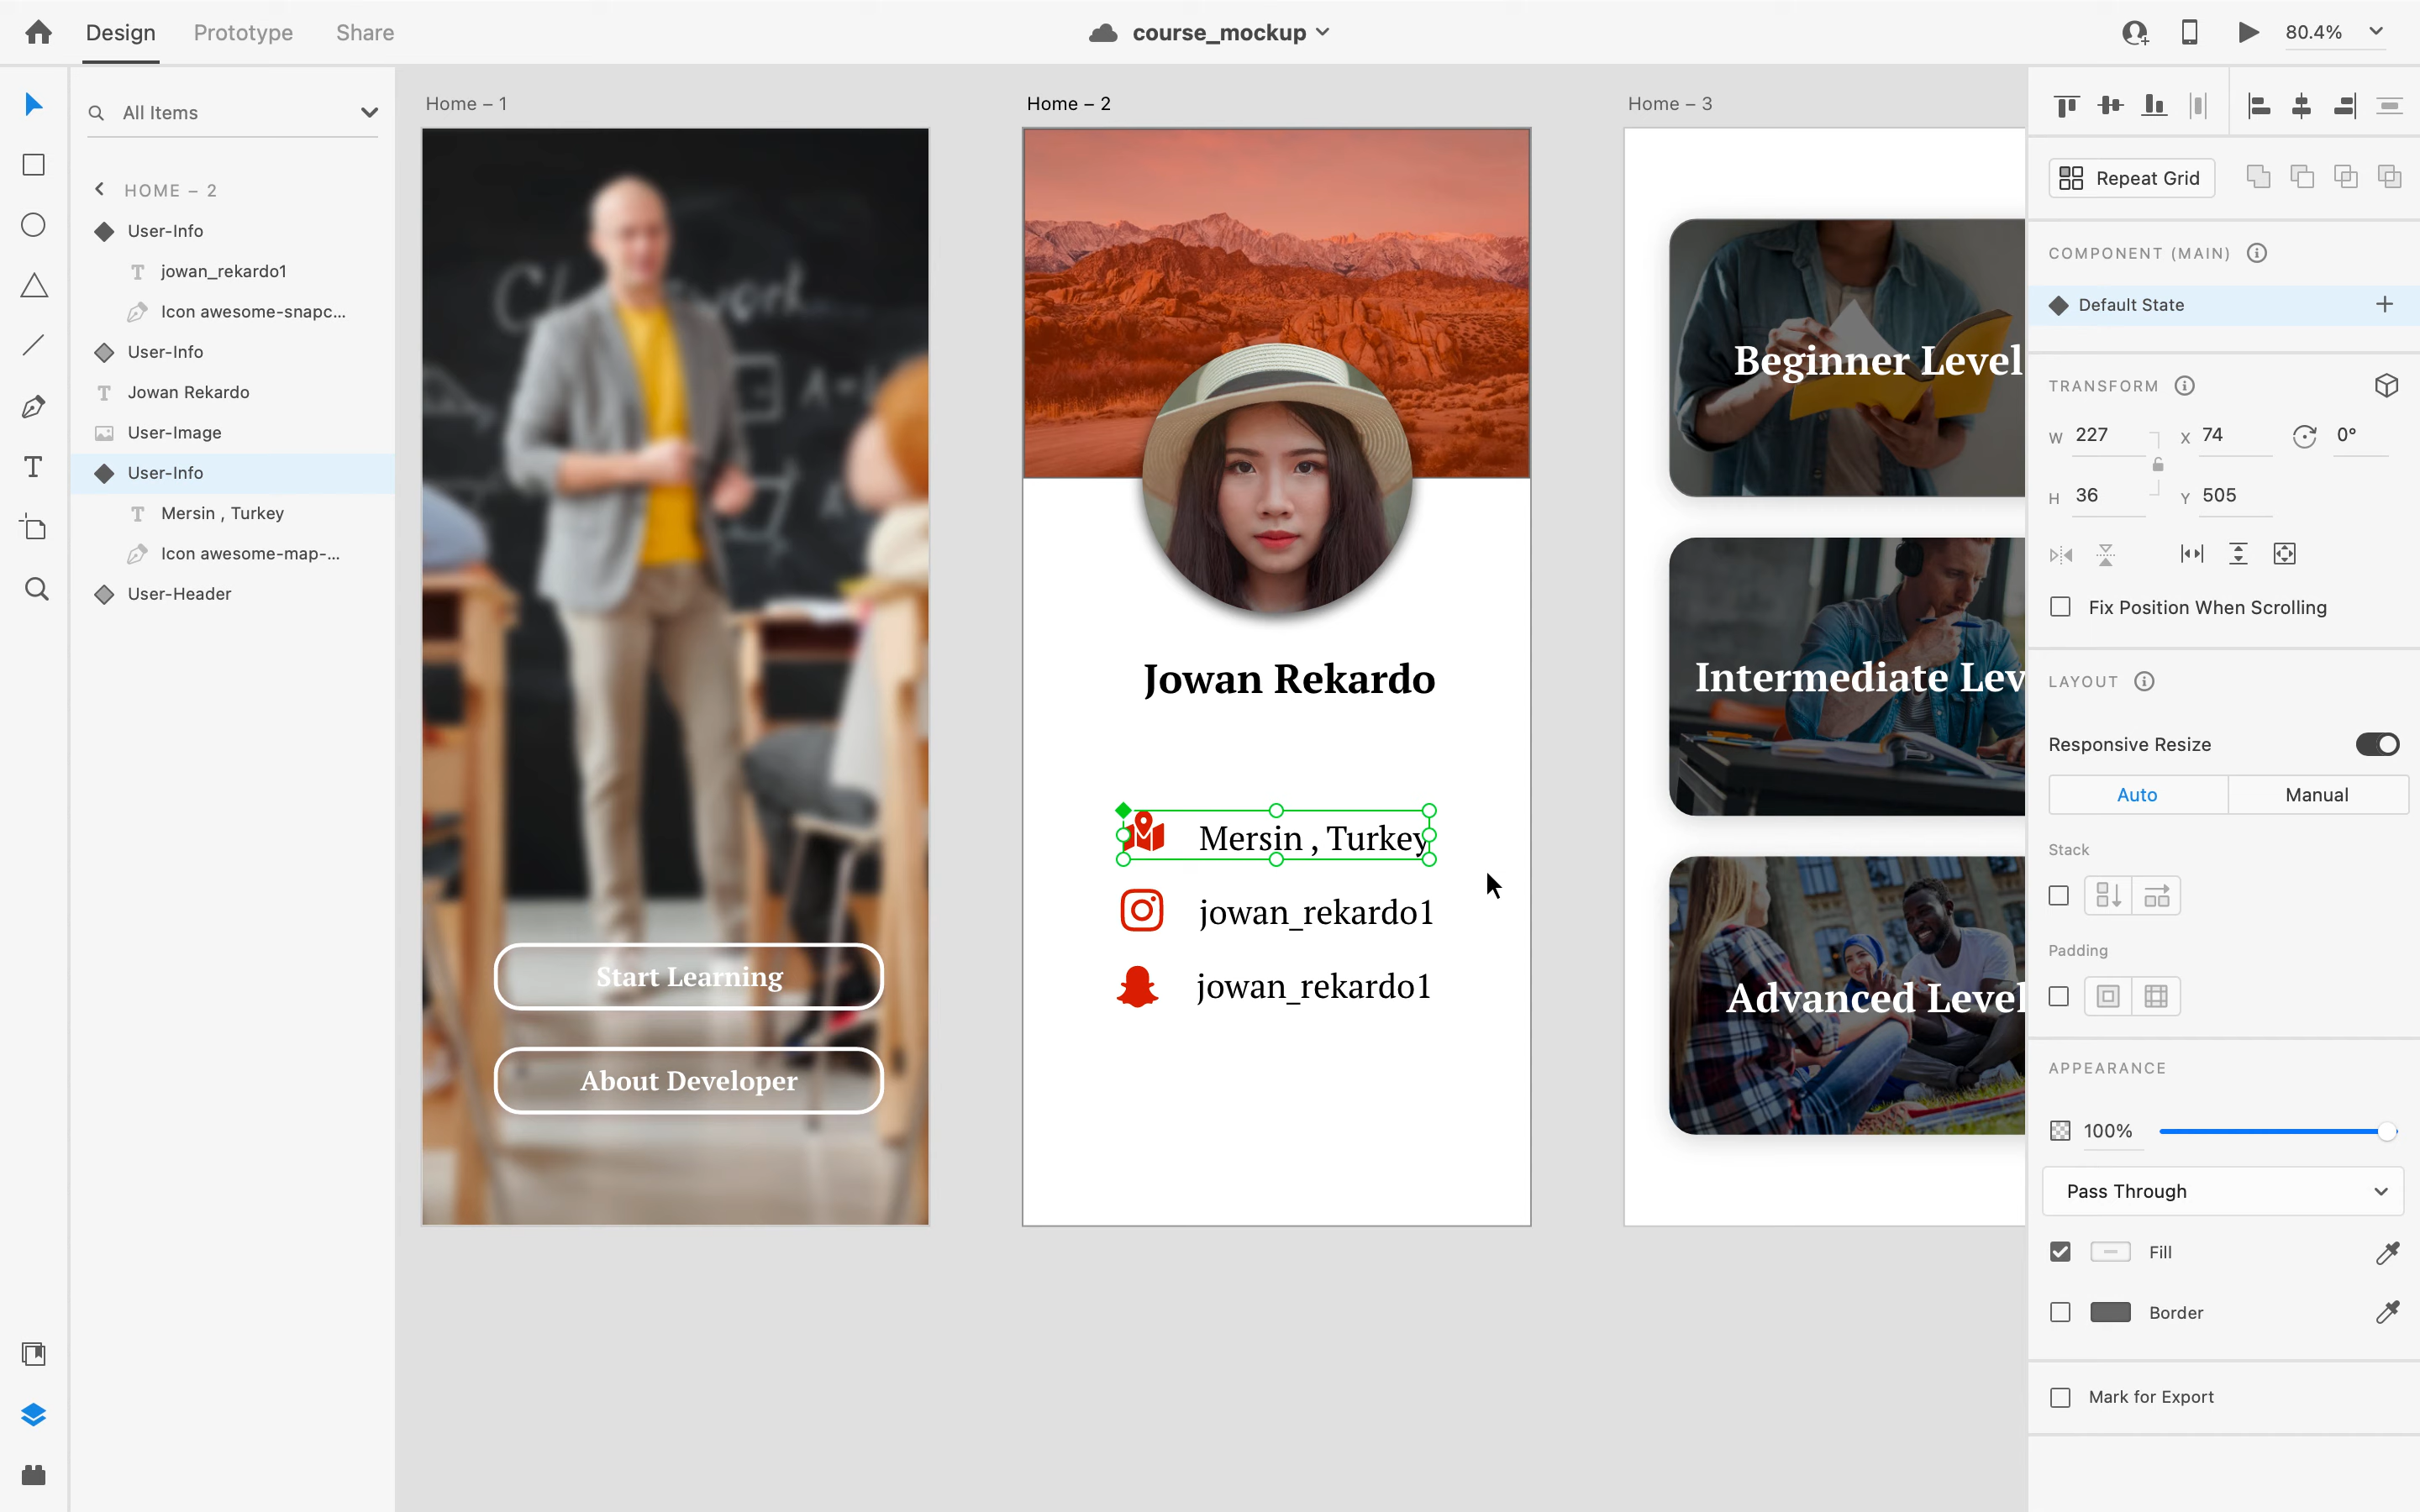 Design Prototype Share
course_mockup
80.4%
All Items
HOME – 2
User-Info
jowan_rekardo1
Icon awesome-snapc...
User-Info
Jowan Rekardo
User-Image
User-Info
Mersin , Turkey
Icon awesome-map-...
User-Header
Home – 1
Start Learning
About Developer
Home – 2
Jowan Rekardo
Mersin , Turkey
jowan_rekardo1
jowan_rekardo1
Home – 3
Beginner Level
Intermediate Lev
Advanced Level
Repeat Grid
COMPONENT (MAIN)
Default State
TRANSFORM
W 227 X 74 0°
H 36 Y 505
Fix Position When Scrolling
LAYOUT
Responsive Resize
Auto Manual
Stack
Padding
APPEARANCE
100%
Pass Through
Fill
Border
Mark for Export